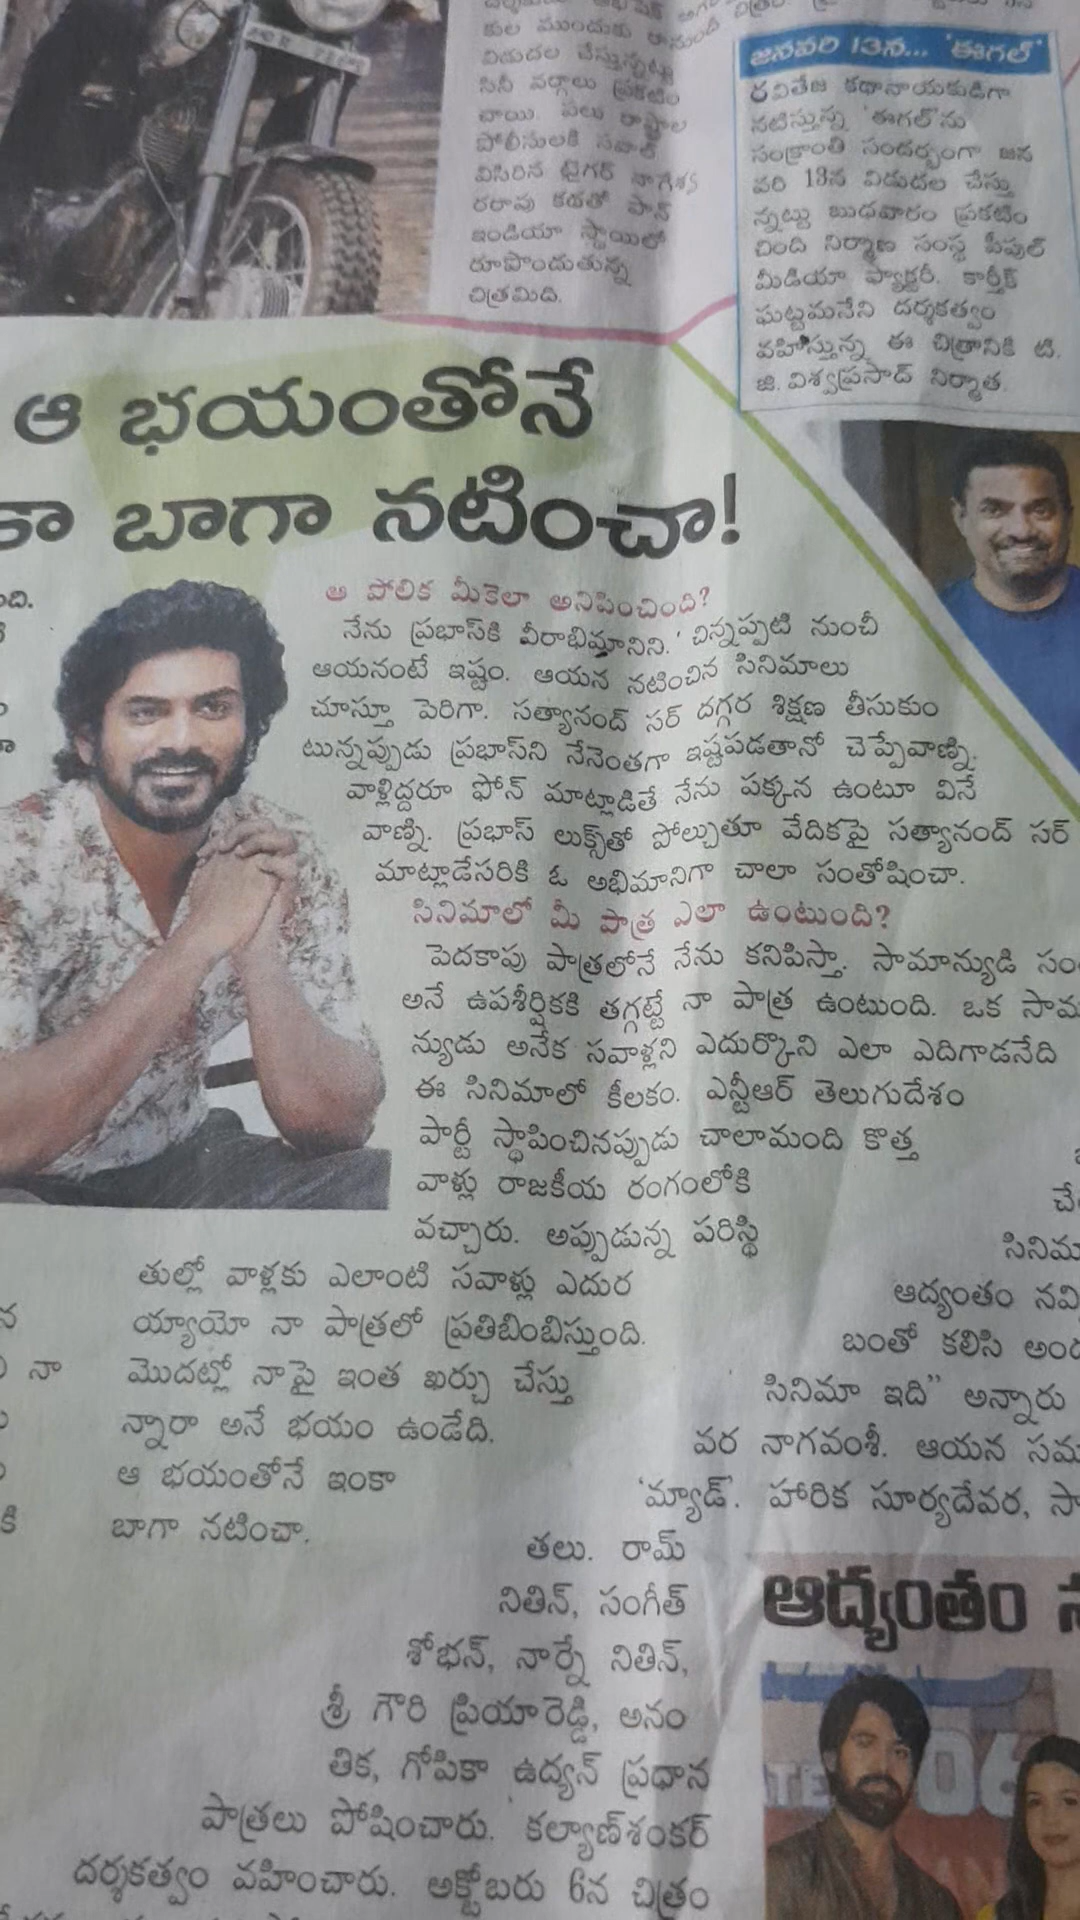 కుల ముందుకు
విడుదల చేస్తున్నట్టు
సినీ వర్గాలు ప్రకటిం
చాయి. పలు రాష్ట్రాల
పోలీసులకి సవాల్
విసిరిన టైగర్ నాగేశ్వ
రరావు కథతో పాన్
ఇండియా స్థాయిలో
రూపొందుతున్న
చిత్రమిది.
జనవరి 13న... 'ఈగల్'
రవితేజ కథానాయకుడిగా
నటిస్తున్న 'ఈగల్'ను
సంక్రాంతి సందర్భంగా జన
వరి 13న విడుదల చేస్తు
న్నట్టు బుధవారం ప్రకటిం
చింది నిర్మాణ సంస్థ పీపుల్
మీడియా ఫ్యాక్టరీ. కార్తీక్
ఘట్టమనేని దర్శకత్వం
వహిస్తున్న ఈ చిత్రానికి టి.
జి. విశ్వప్రసాద్ నిర్మాత.
ఆ భయంతోనే
కా బాగా నటించా!
ఆ పోలిక మీకెలా అనిపించింది?
నేను ప్రభాస్‌కి వీరాభిమానిని. చిన్నప్పటి నుంచీ
ఆయనంటే ఇష్టం. ఆయన నటించిన సినిమాలు
చూస్తూ పెరిగా. సత్యానంద్ సర్ దగ్గర శిక్షణ తీసుకుం
టున్నప్పుడు ప్రభాస్‌ని నేనెంతగా ఇష్టపడతానో చెప్పేవాణ్ని.
వాళ్లిద్దరూ ఫోన్ మాట్లాడితే నేను పక్కన ఉంటూ వినే
వాణ్ని. ప్రభాస్ లుక్స్‌తో పోల్చుతూ వేదికపై సత్యానంద్ సర్
మాట్లాడేసరికి ఓ అభిమానిగా చాలా సంతోషించా.
సినిమాలో మీ పాత్ర ఎలా ఉంటుంది?
పెదకాపు పాత్రలోనే నేను కనిపిస్తా. సామాన్యుడి సం
అనే ఉపశీర్షికకి తగ్గట్టే నా పాత్ర ఉంటుంది. ఒక సామ
న్యుడు అనేక సవాళ్లని ఎదుర్కొని ఎలా ఎదిగాడనేది
ఈ సినిమాలో కీలకం. ఎన్టీఆర్ తెలుగుదేశం
పార్టీ స్థాపించినప్పుడు చాలామంది కొత్త
వాళ్లు రాజకీయ రంగంలోకి
వచ్చారు. అప్పుడున్న పరిస్థి
తుల్లో వాళ్లకు ఎలాంటి సవాళ్లు ఎదుర
య్యాయో నా పాత్రలో ప్రతిబింబిస్తుంది.
మొదట్లో నాపై ఇంత ఖర్చు చేస్తు
న్నారా అనే భయం ఉండేది.
ఆ భయంతోనే ఇంకా
బాగా నటించా.
సినిమ
ఆద్యంతం నవ్వి
బంతో కలిసి అంద
సినిమా ఇది" అన్నారు
వర నాగవంశీ. ఆయన సమ
'మ్యాడ్'. హారిక సూర్యదేవర, సా
తలు. రామ్
నితిన్, సంగీత్
శోభన్, నార్నే నితిన్,
శ్రీ గౌరి ప్రియారెడ్డి, అనం
తిక, గోపికా ఉద్యన్ ప్రధాన
పాత్రలు పోషించారు. కల్యాణ్‌శంకర్
దర్శకత్వం వహించారు. అక్టోబరు 6న చిత్రం
ఆద్యంతం న
06